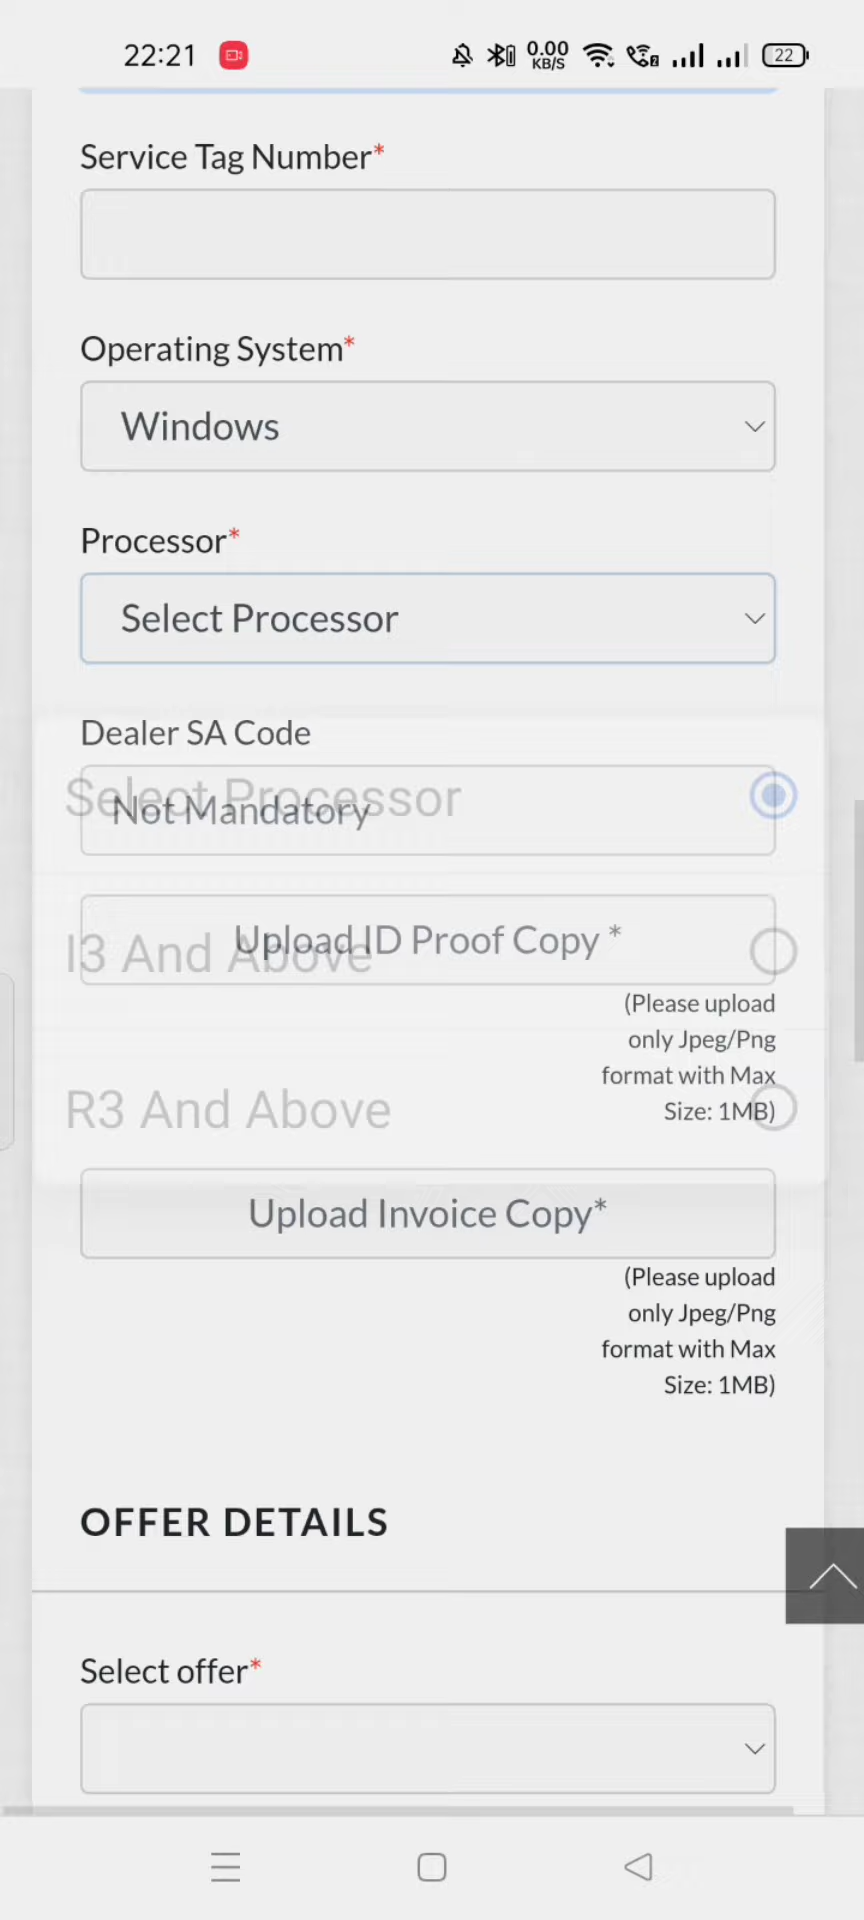 22:21
0.00
KB/S
22
Service Tag Number*
Operating System*
Windows
Processor*
Select Processor
Dealer SA Code
Select Processor
Not Mandatory
Upload ID Proof Copy *
I3 And Above
(Please upload
only Jpeg/Png
format with Max
Size: 1MB)
R3 And Above
Upload Invoice Copy*
(Please upload
only Jpeg/Png
format with Max
Size: 1MB)
OFFER DETAILS
Select offer*